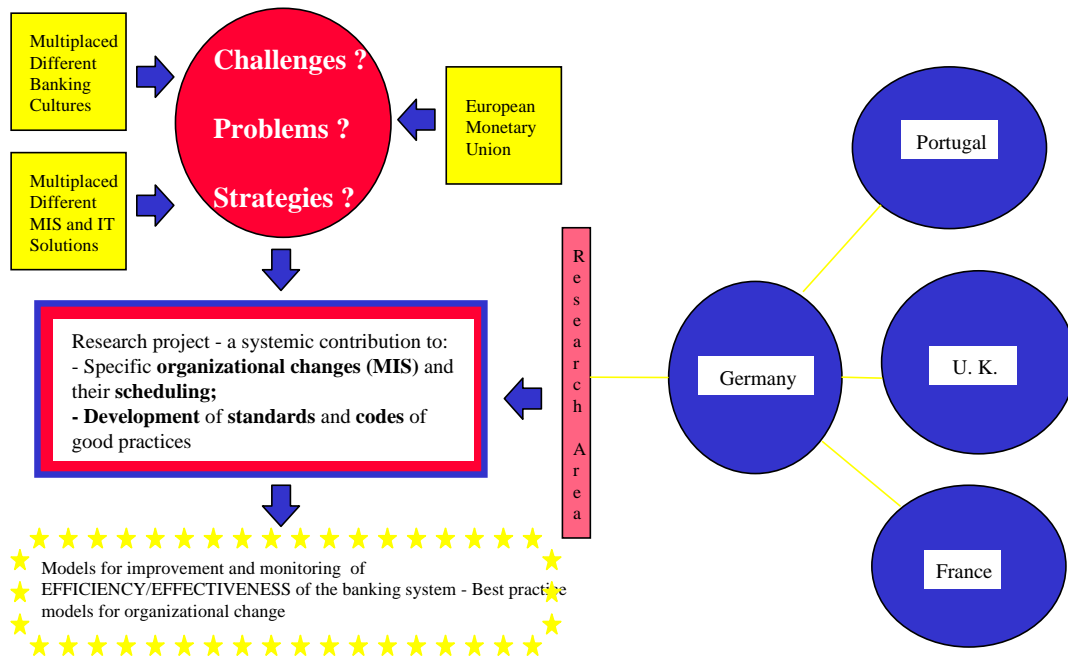 Multiplaced
Different
Banking
Cultures
Challenges ?
Problems ?
Strategies ?
European
Monetary
Union
Multiplaced
Different
MIS and IT
Solutions
Research project - a systemic contribution to:
- Specific organizational changes (MIS) and
their scheduling;
- Development of standards and codes of
good practices
Research Area
Models for improvement and monitoring of
EFFICIENCY/EFFECTIVENESS of the banking system - Best practice
models for organizational change
Portugal
Germany
U. K.
France